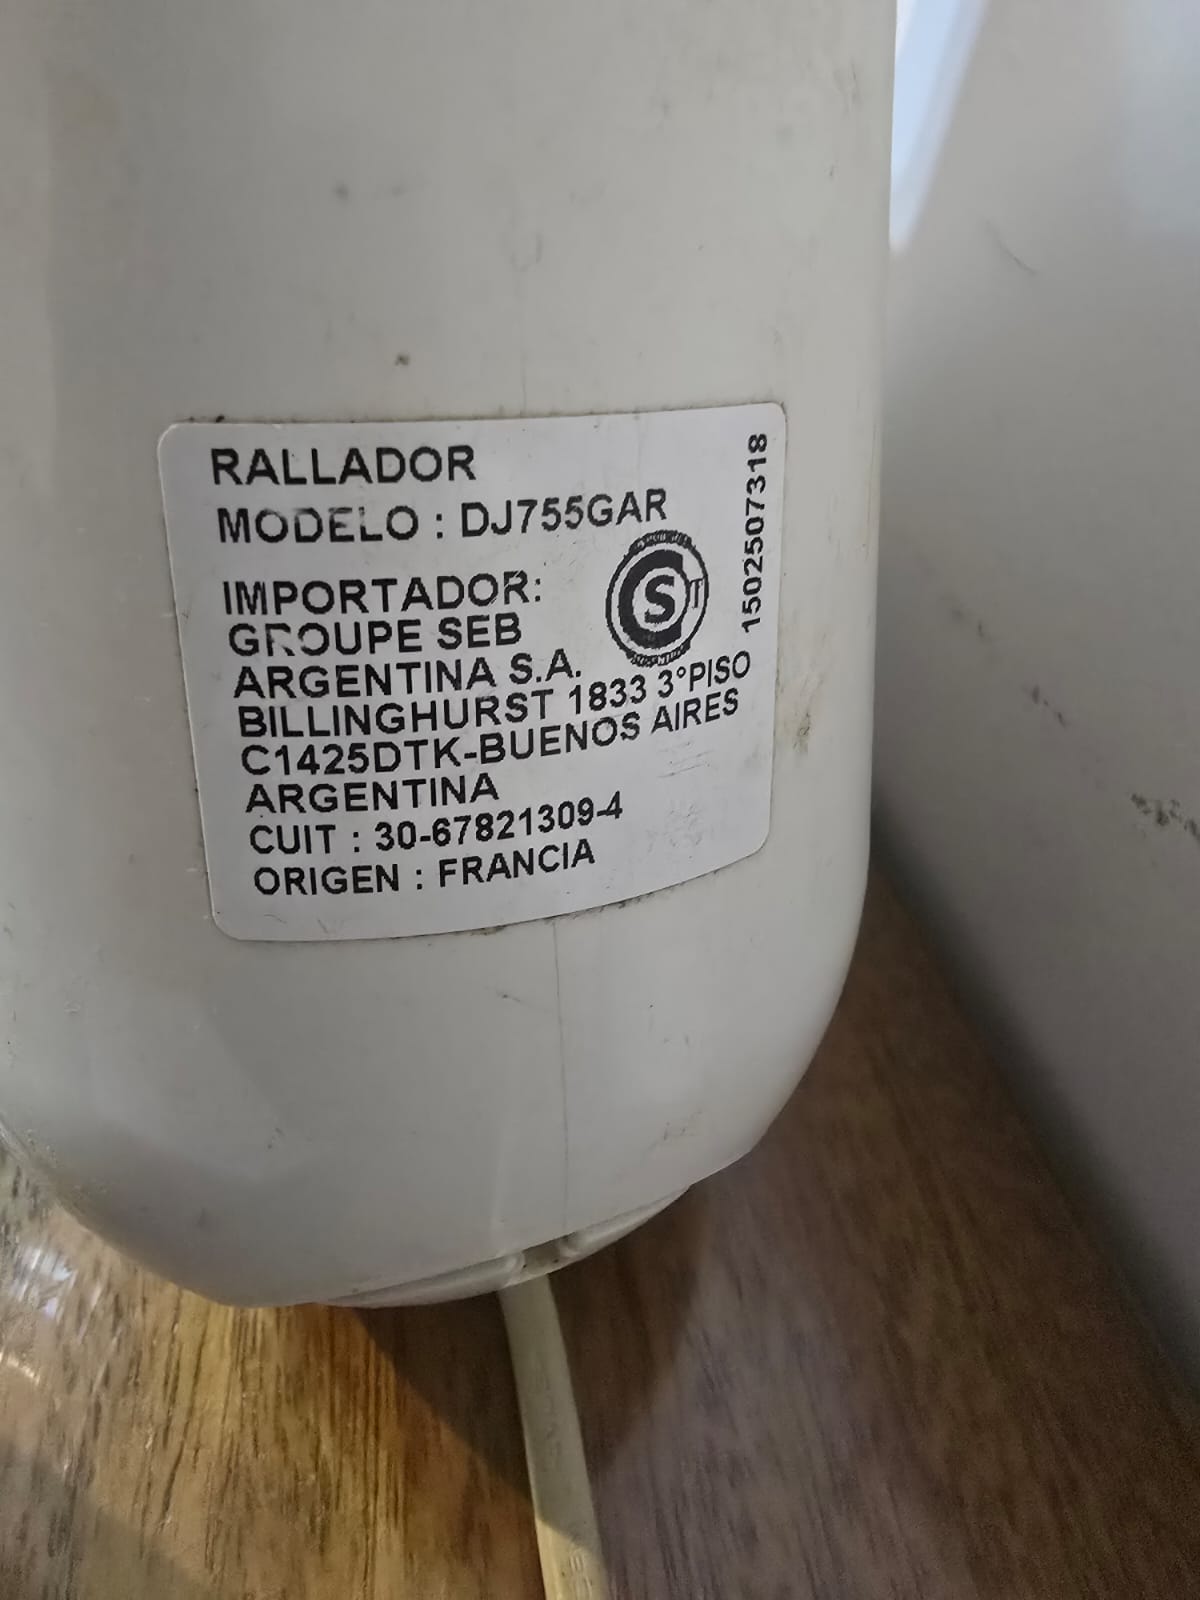 RALLADOR
MODELO : DJ755GAR
IMPORTADOR:
GROUPE SEB
ARGENTINA S.A.
BILLINGHURST 1833 3°PISO
C1425DTK-BUENOS AIRES
ARGENTINA
CUIT : 30-67821309-4
ORIGEN : FRANCIA
1502507318
S